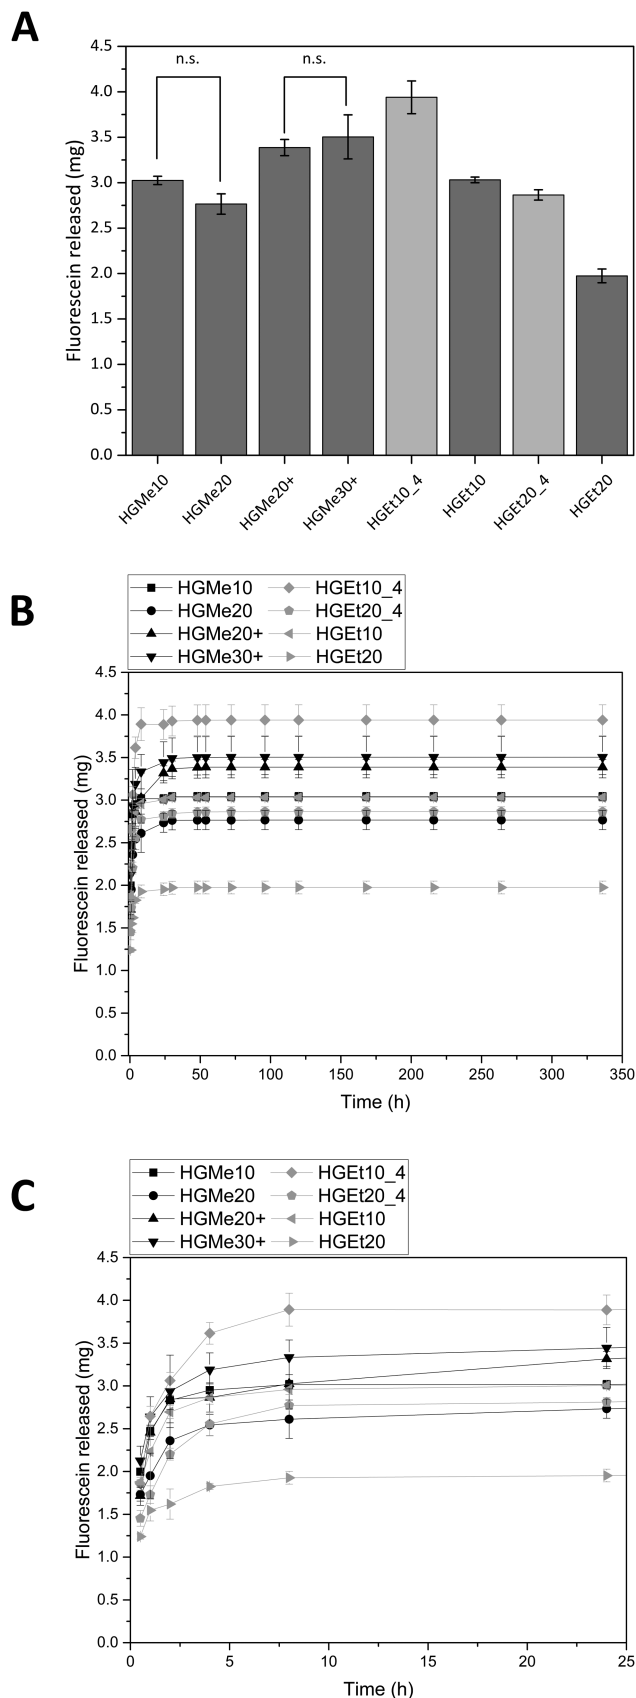 A
n.s.
n.s.
Fluorescein released (mg)
4.5
4.0
3.5
3.0
2.5
2.0
1.5
1.0
0.5
0.0
HGMe10 HGMe20 HGMe20+ HGMe30+ HGEt10_4 HGEt10 HGEt20_4 HGEt20
B
HGMe10 HGEt10_4
HGMe20 HGEt20_4
HGMe20+ HGEt10
HGMe30+ HGEt20
Fluorescein released (mg)
4.5
4.0
3.5
3.0
2.5
2.0
1.5
1.0
0.5
0.0
0 50 100 150 200 250 300 350
Time (h)
C
HGMe10 HGEt10_4
HGMe20 HGEt20_4
HGMe20+ HGEt10
HGMe30+ HGEt20
Fluorescein released (mg)
4.5
4.0
3.5
3.0
2.5
2.0
1.5
1.0
0.5
0.0
0 5 10 15 20 25
Time (h)